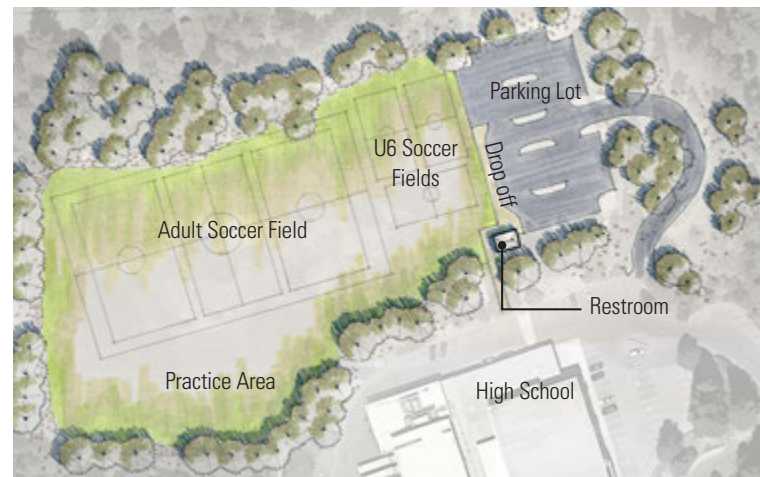 Parking Lot
U6 Soccer
Fields
Drop off
Adult Soccer Field
Restroom
Practice Area
High School